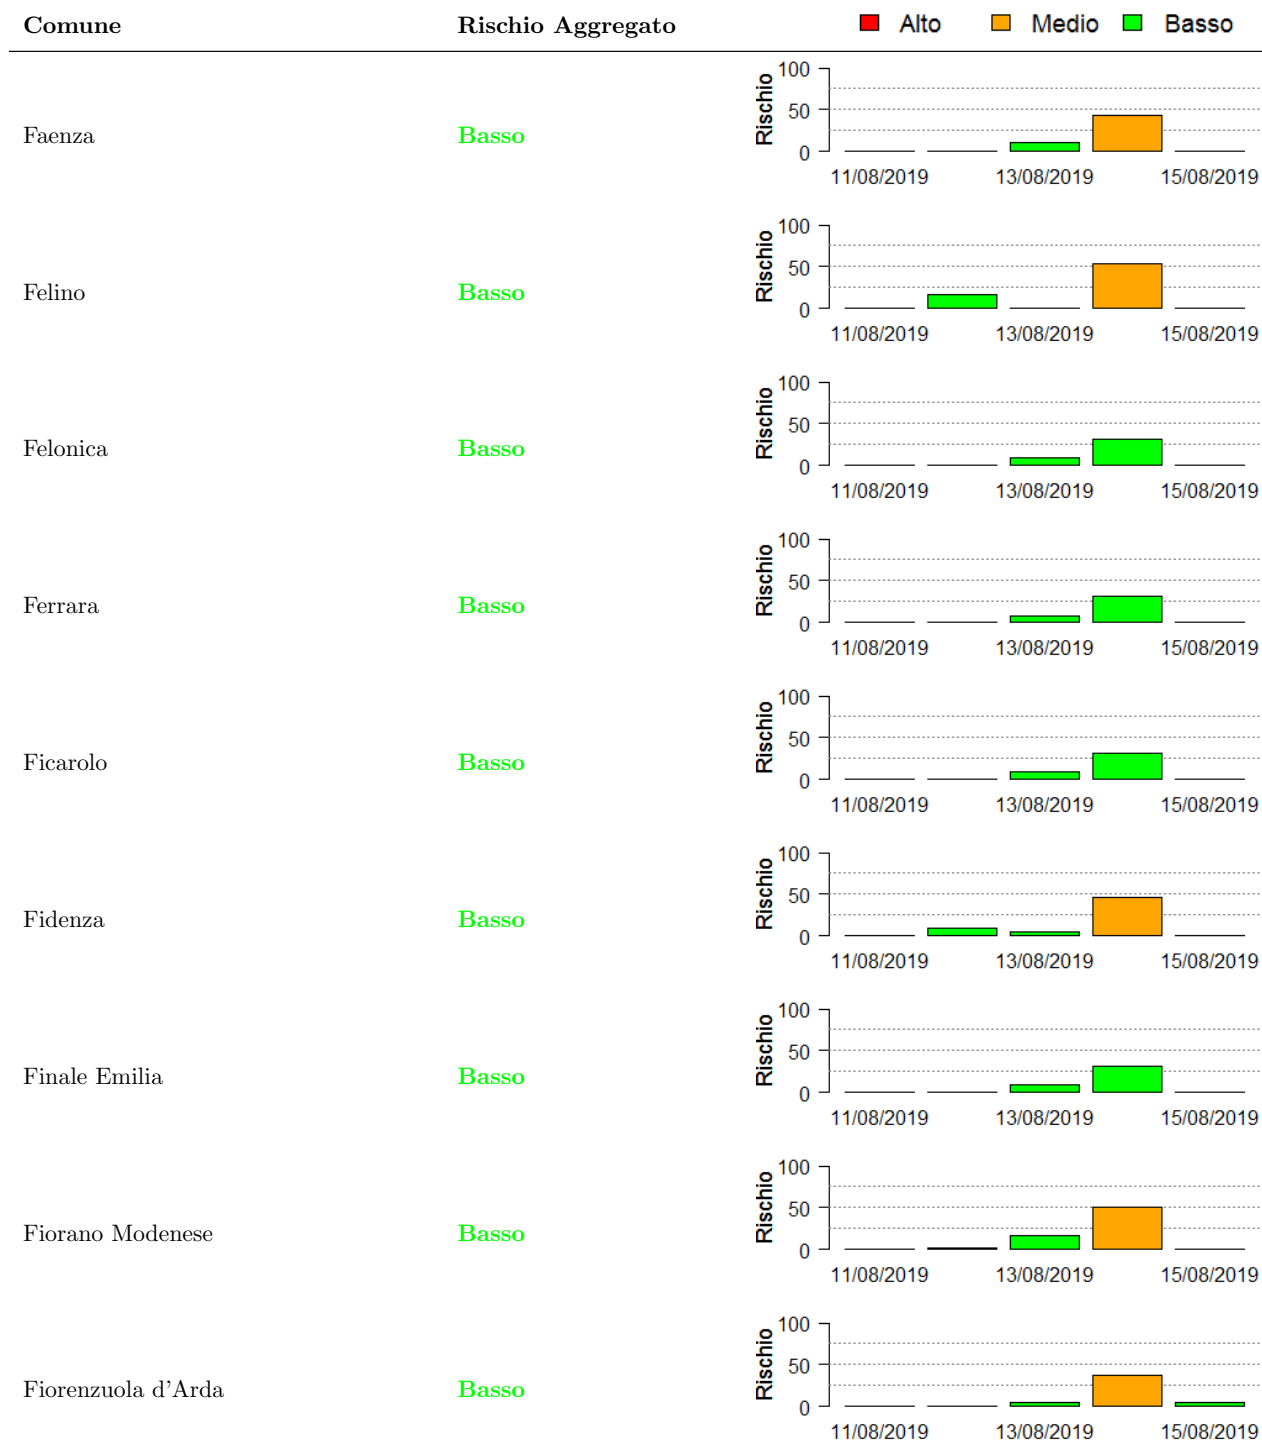 Comune Rischio Aggregato Alto Medio Basso
Faenza Basso
Rischio
100
50
0
11/08/2019 13/08/2019 15/08/2019
Felino Basso
Rischio
100
50
0
11/08/2019 13/08/2019 15/08/2019
Felonica Basso
Rischio
100
50
0
11/08/2019 13/08/2019 15/08/2019
Ferrara Basso
Rischio
100
50
0
11/08/2019 13/08/2019 15/08/2019
Ficarolo Basso
Rischio
100
50
0
11/08/2019 13/08/2019 15/08/2019
Fidenza Basso
Rischio
100
50
0
11/08/2019 13/08/2019 15/08/2019
Finale Emilia Basso
Rischio
100
50
0
11/08/2019 13/08/2019 15/08/2019
Fiorano Modenese Basso
Rischio
100
50
0
11/08/2019 13/08/2019 15/08/2019
Fiorenzuola d'Arda Basso
Rischio
100
50
0
11/08/2019 13/08/2019 15/08/2019